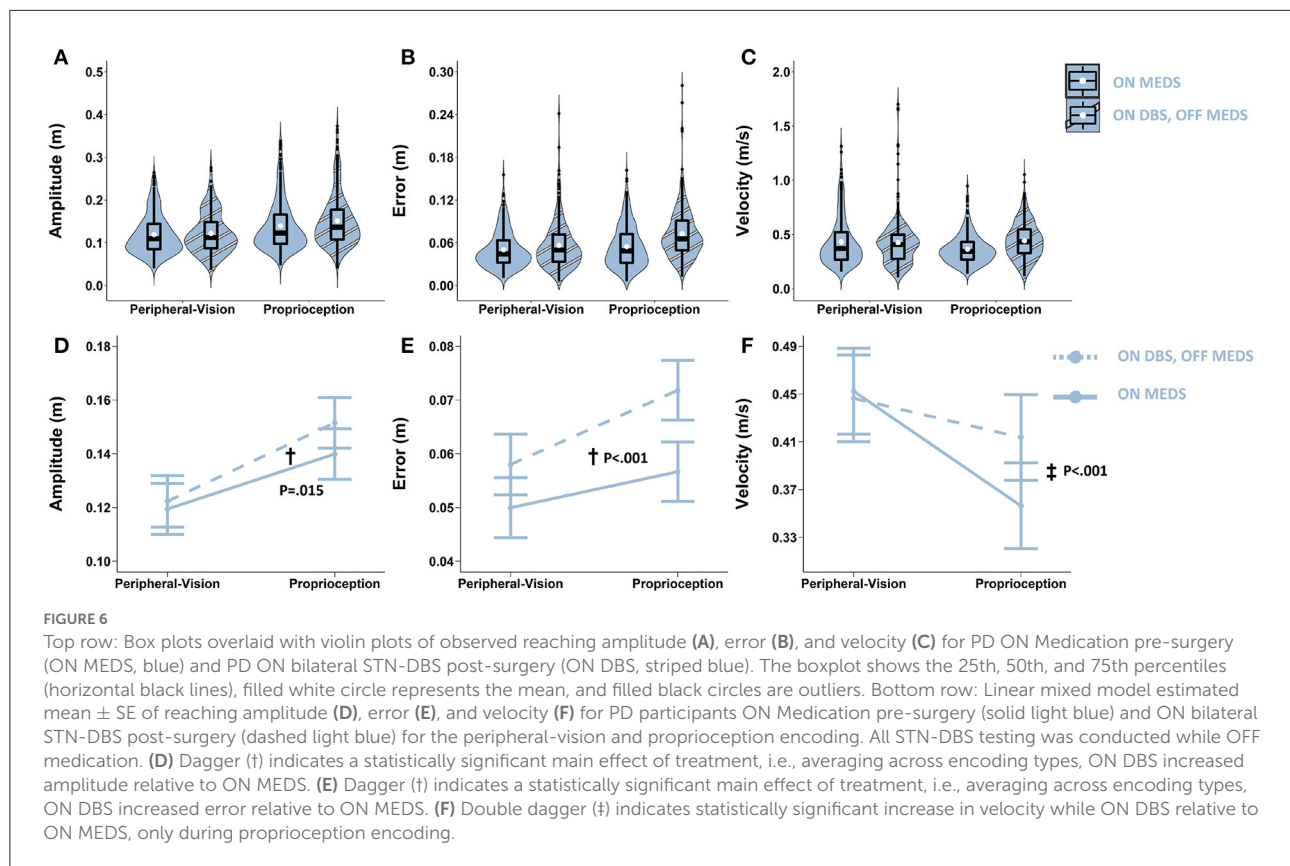 A
B
C
0.5
0.4
0.3
0.2
0.1
0.0
Amplitude (m)
Peripheral-Vision Proprioception
0.30
0.24
0.18
0.12
0.06
0.00
Error (m)
Peripheral-Vision Proprioception
2.0
1.5
1.0
0.5
0.0
Velocity (m/s)
Peripheral-Vision Proprioception
ON MEDS
ON DBS, OFF MEDS
D
0.18
0.16
0.14
0.12
0.10
Amplitude (m)
†
P=.015
Peripheral-Vision Proprioception
E
0.08
0.07
0.06
0.05
0.04
Error (m)
† P<.001
Peripheral-Vision Proprioception
F
0.49
0.45
0.41
0.37
0.33
Velocity (m/s)
‡ P<.001
Peripheral-Vision Proprioception
ON DBS, OFF MEDS
ON MEDS
FIGURE 6
Top row: Box plots overlaid with violin plots of observed reaching amplitude (A), error (B), and velocity (C) for PD ON Medication pre-surgery
(ON MEDS, blue) and PD ON bilateral STN-DBS post-surgery (ON DBS, striped blue). The boxplot shows the 25th, 50th, and 75th percentiles
(horizontal black lines), filled white circle represents the mean, and filled black circles are outliers. Bottom row: Linear mixed model estimated
mean ± SE of reaching amplitude (D), error (E), and velocity (F) for PD participants ON Medication pre-surgery (solid light blue) and ON bilateral
STN-DBS post-surgery (dashed light blue) for the peripheral-vision and proprioception encoding. All STN-DBS testing was conducted while OFF
medication. (D) Dagger (†) indicates a statistically significant main effect of treatment, i.e., averaging across encoding types, ON DBS increased
amplitude relative to ON MEDS. (E) Dagger (†) indicates a statistically significant main effect of treatment, i.e., averaging across encoding types,
ON DBS increased error relative to ON MEDS. (F) Double dagger (‡) indicates statistically significant increase in velocity while ON DBS relative to
ON MEDS, only during proprioception encoding.